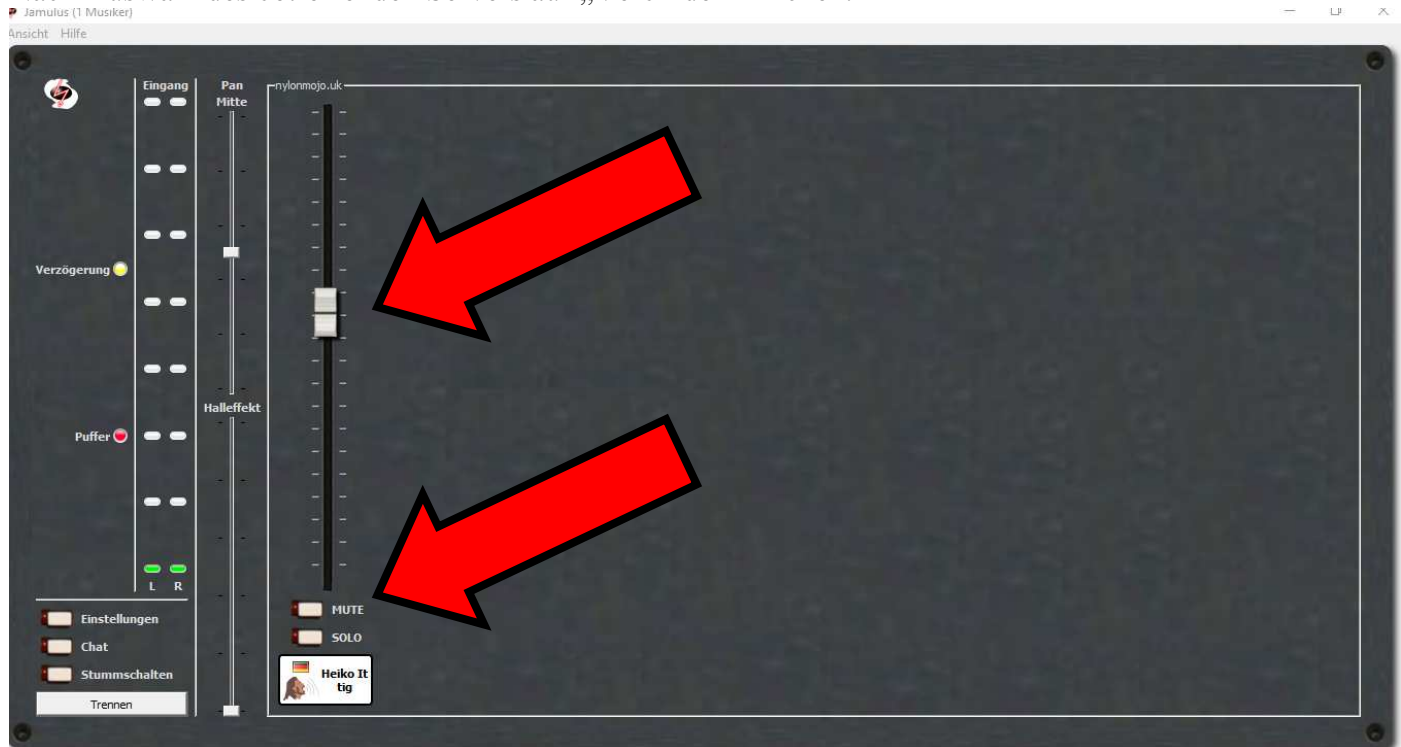 Jamulus (1 Musiker)
Ansicht Hilfe
Eingang
Pan
Mitte
nylonmojo.uk
Verzögerung
Halleffekt
Puffer
L R
Einstellungen
Chat
Stummschalten
Trennen
MUTE
SOLO
Heiko It
tig